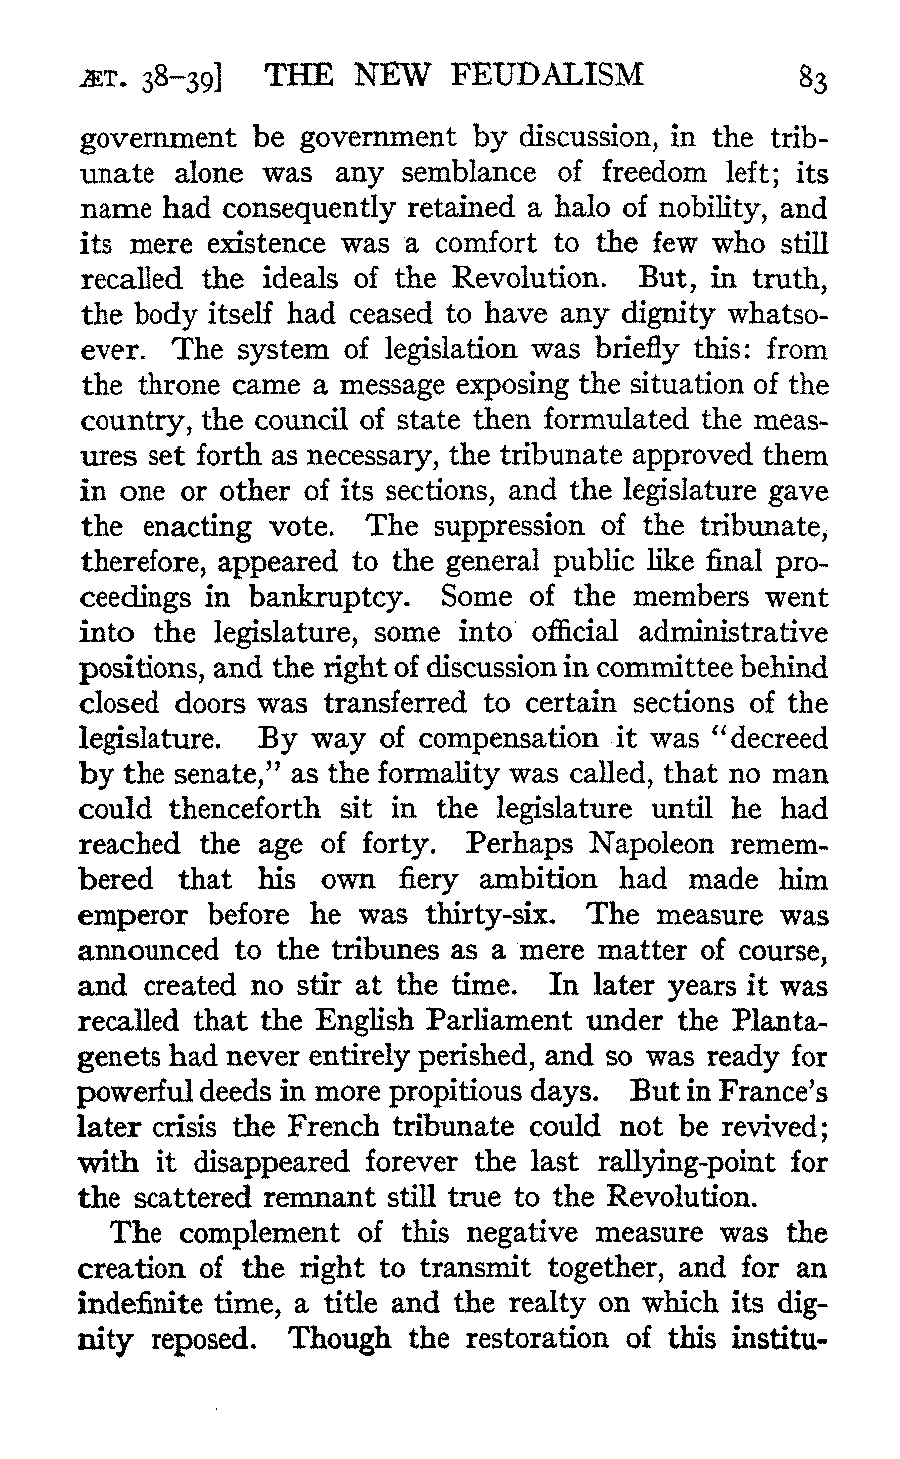 ÆT. 38–39] THE NEW FEUDALISM 83
government be government by discussion, in the trib-
unate alone was any semblance of freedom left; its
name had consequently retained a halo of nobility, and
its mere existence was a comfort to the few who still
recalled the ideals of the Revolution. But, in truth,
the body itself had ceased to have any dignity whatso-
ever. The system of legislation was briefly this: from
the throne came a message exposing the situation of the
country, the council of state then formulated the meas-
ures set forth as necessary, the tribunate approved them
in one or other of its sections, and the legislature gave
the enacting vote. The suppression of the tribunate,
therefore, appeared to the general public like final pro-
ceedings in bankruptcy. Some of the members went
into the legislature, some into official administrative
positions, and the right of discussion in committee behind
closed doors was transferred to certain sections of the
legislature. By way of compensation it was "decreed
by the senate," as the formality was called, that no man
could thenceforth sit in the legislature until he had
reached the age of forty. Perhaps Napoleon remem-
bered that his own fiery ambition had made him
emperor before he was thirty-six. The measure was
announced to the tribunes as a mere matter of course,
and created no stir at the time. In later years it was
recalled that the English Parliament under the Planta-
genets had never entirely perished, and so was ready for
powerful deeds in more propitious days. But in France's
later crisis the French tribunate could not be revived;
with it disappeared forever the last rallying-point for
the scattered remnant still true to the Revolution.
The complement of this negative measure was the
creation of the right to transmit together, and for an
indefinite time, a title and the realty on which its dig-
nity reposed. Though the restoration of this institu-